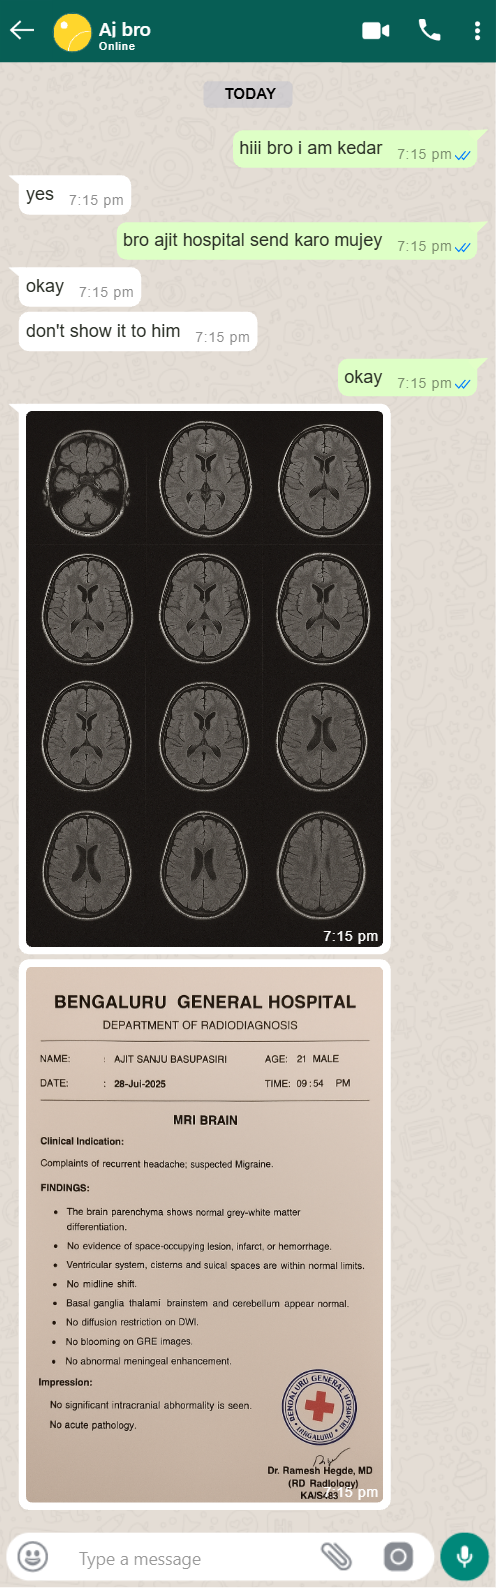 Aj bro
Online
TODAY
hiii bro i am kedar 7:15 pm
yes 7:15 pm
bro ajit hospital send karo mujey 7:15 pm
okay 7:15 pm
don't show it to him 7:15 pm
okay 7:15 pm
7:15 pm
BENGALURU GENERAL HOSPITAL
DEPARTMENT OF RADIODIAGNOSIS
NAME: : AJIT SANJU BASUPASIRI AGE: 21 MALE
DATE: : 28-Jui-2025 TIME: 09:54 PM
MRI BRAIN
Clinical Indication:
Complaints of recurrent headache; suspected Migraine.
FINDINGS:
• The brain parenchyma shows normal grey-white matter
differentiation.
• No evidence of space-occupying lesion, infarct, or hemorrhage.
• Ventricular system, cisterns and suical spaces are within normal limits.
• No midline shift.
• Basal ganglia thalami brainstem and cerebellum appear normal.
• No diffusion restriction on DWI.
• No blooming on GRE images.
• No abnormal meningeal enhancement.
Impression:
No significant intracranial abhormality is seen.
No acute pathology.
BENGALURU GENERAL
Dr. Ramesh Hegde, MD
(RD Radlology)
7:15 pm
Type a message